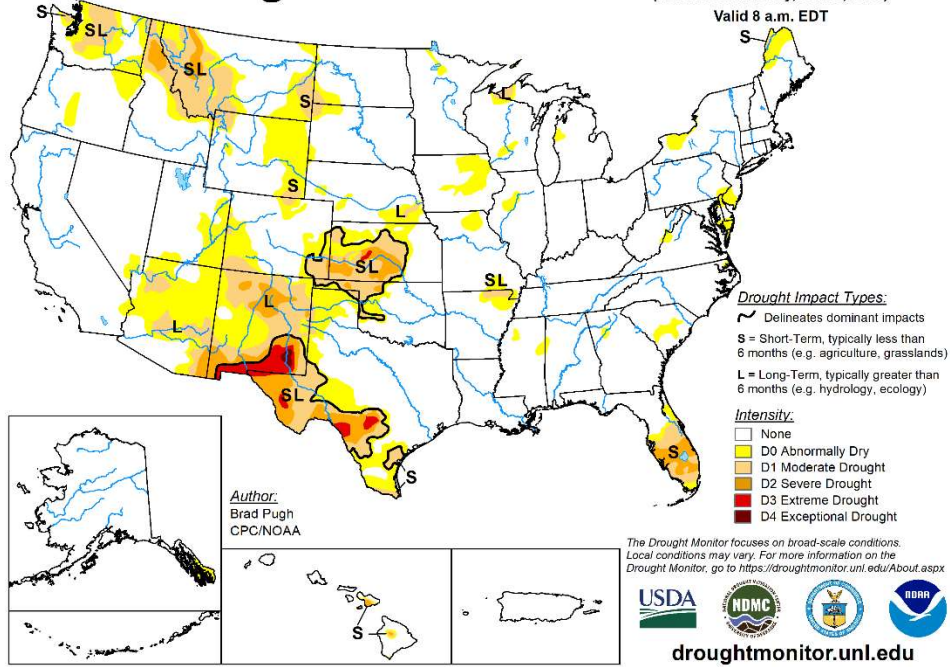 Valid 8 a.m. EDT
S
SL
SL
S
S
L
S
L
SL
SL
L
L
SL
S
S
S
Drought Impact Types:
Delineates dominant impacts
S = Short-Term, typically less than
6 months (e.g. agriculture, grasslands)
L = Long-Term, typically greater than
6 months (e.g. hydrology, ecology)
Intensity:
None
D0 Abnormally Dry
D1 Moderate Drought
D2 Severe Drought
D3 Extreme Drought
D4 Exceptional Drought
Author:
Brad Pugh
CPC/NOAA
The Drought Monitor focuses on broad-scale conditions.
Local conditions may vary. For more information on the
Drought Monitor, go to https://droughtmonitor.unl.edu/About.aspx
USDA
NDMC
NOAA
droughtmonitor.unl.edu